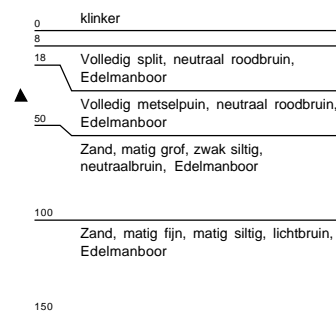 0 klinker
8
18 Volledig split, neutraal roodbruin,
Edelmanboor
Volledig metselpuin, neutraal roodbruin,
50 Edelmanboor
Zand, matig grof, zwak siltig,
neutraalbruin, Edelmanboor
100
Zand, matig fijn, matig siltig, lichtbruin,
Edelmanboor
150